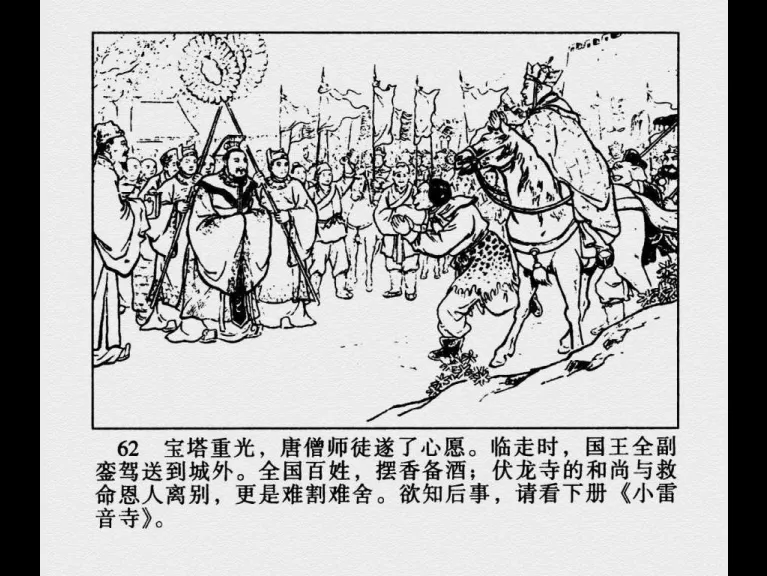 62 宝塔重光，唐僧师徒遂了心愿。临走时，国王全副
銮驾送到城外。全国百姓，摆香备酒；伏龙寺的和尚与救
命恩人离别，更是难割难舍。欲知后事，请看下册《小雷
音寺》。